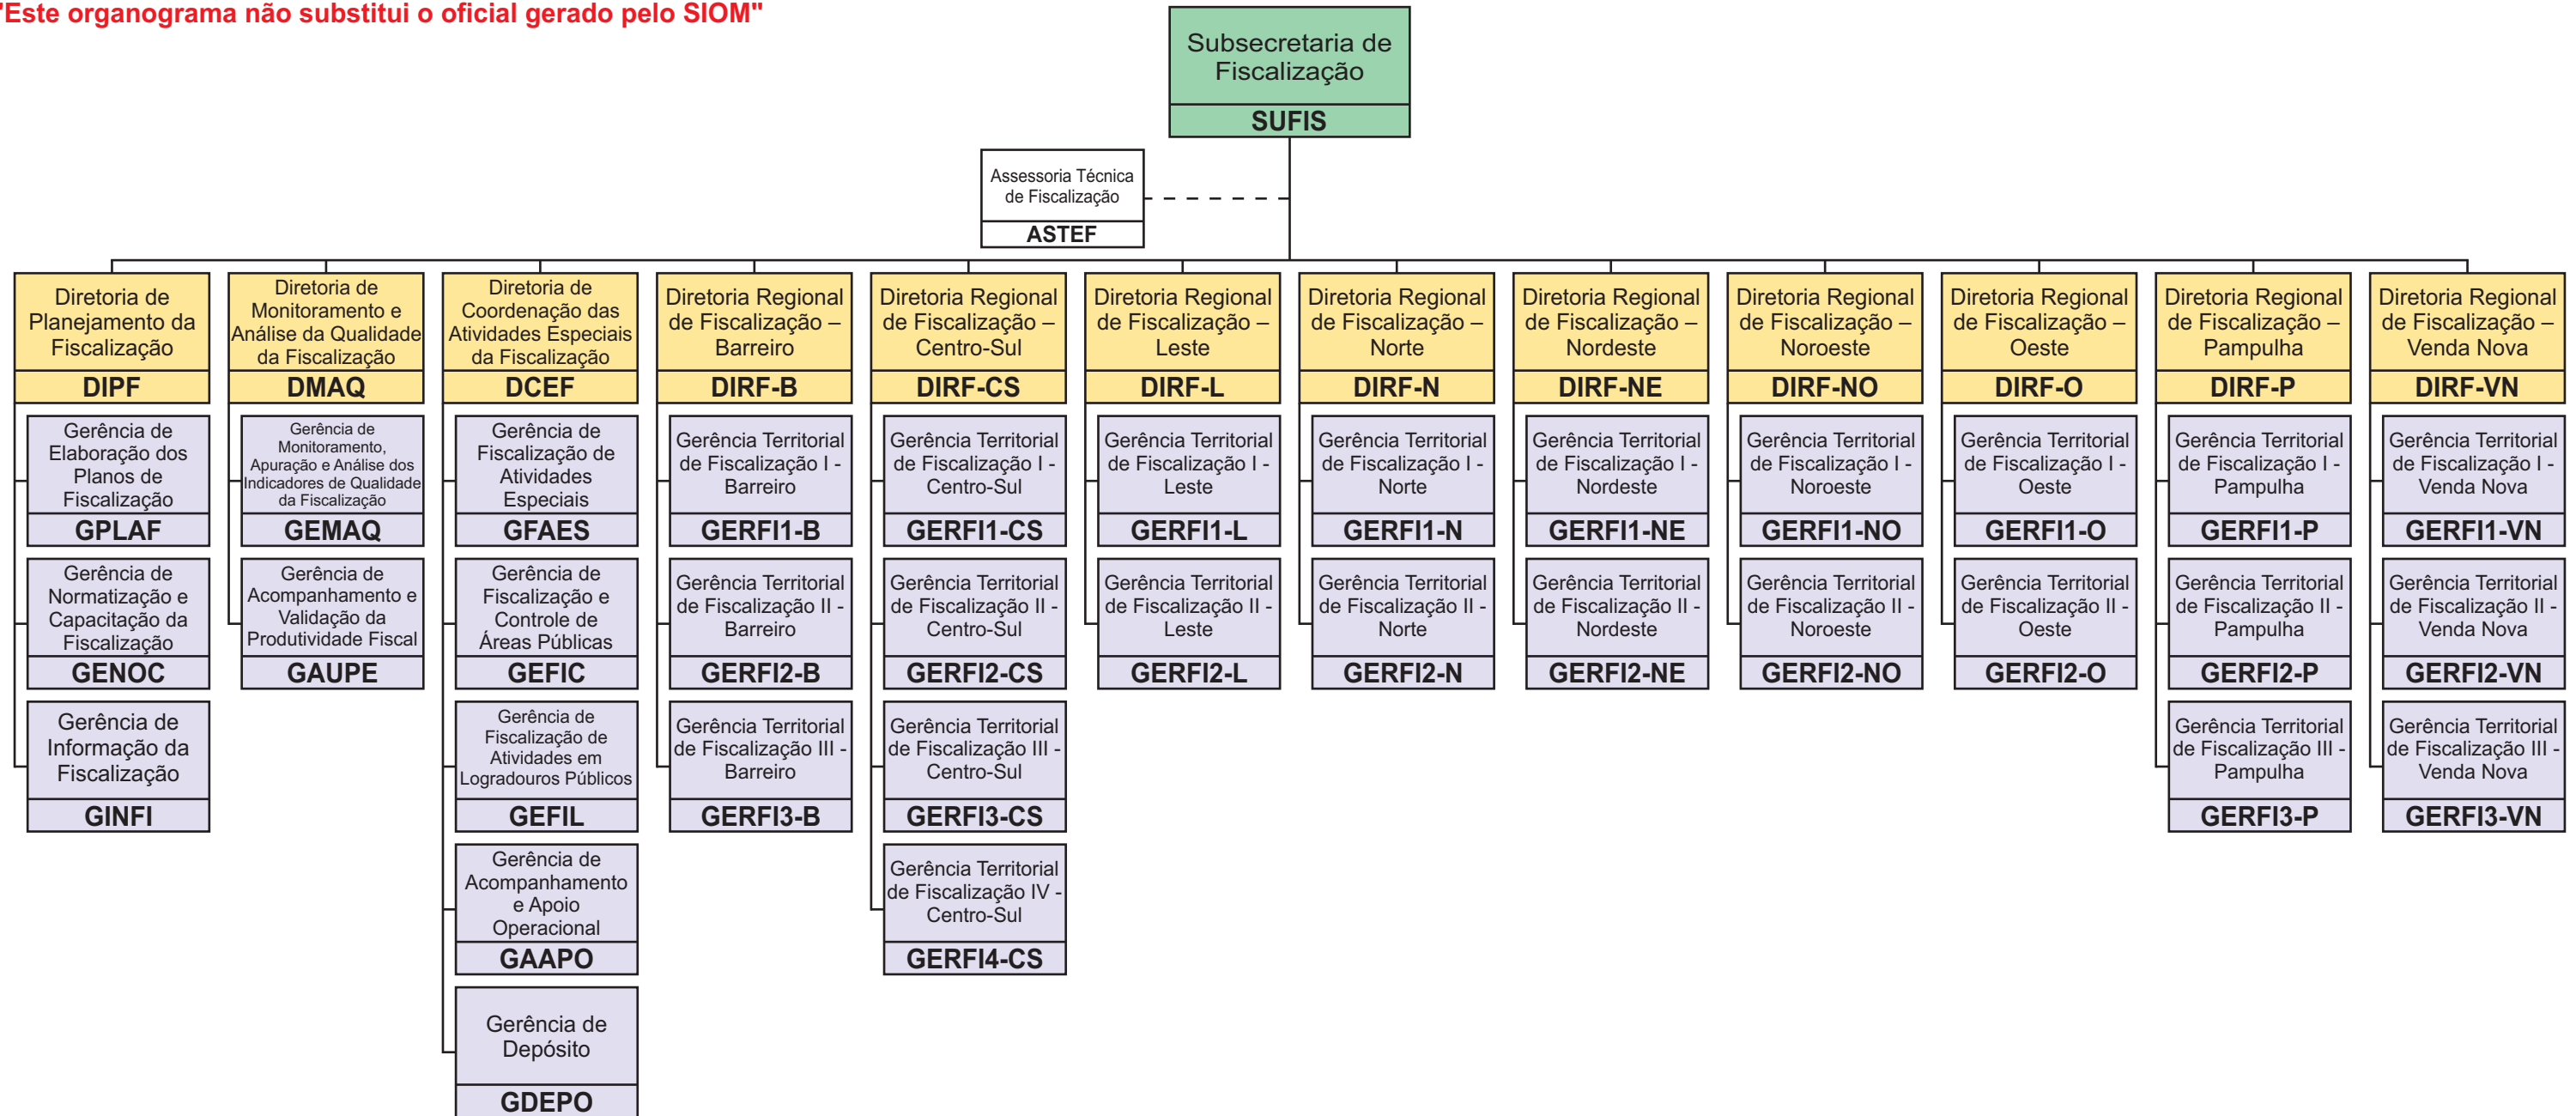 "Este organograma não substitui o oficial gerado pelo SIOM"
Subsecretaria de
Fiscalização
SUFIS
Assessoria Técnica
de Fiscalização
ASTEF
Diretoria de
Planejamento da
Fiscalização
DIPF
Gerência de
Elaboração dos
Planos de
Fiscalização
GPLAF
Gerência de
Normatização e
Capacitação da
Fiscalização
GENOC
Gerência de
Informação da
Fiscalização
GINFI
Diretoria de
Monitoramento e
Análise da Qualidade
da Fiscalização
DMAQ
Gerência de
Monitoramento,
Apuração e Análise dos
Indicadores de Qualidade
da Fiscalização
GEMAQ
Gerência de
Acompanhamento e
Validação da
Produtividade Fiscal
GAUPE
Diretoria de
Coordenação das
Atividades Especiais
da Fiscalização
DCEF
Gerência de
Fiscalização de
Atividades
Especiais
GFAES
Gerência de
Fiscalização e
Controle de
Áreas Públicas
GEFIC
Gerência de
Fiscalização de
Atividades em
Logradouros Públicos
GEFIL
Gerência de
Acompanhamento
e Apoio
Operacional
GAAPO
Gerência de
Depósito
GDEPO
Diretoria Regional
de Fiscalização –
Barreiro
DIRF-B
Gerência Territorial
de Fiscalização I -
Barreiro
GERFI1-B
Gerência Territorial
de Fiscalização II -
Barreiro
GERFI2-B
Gerência Territorial
de Fiscalização III -
Barreiro
GERFI3-B
Diretoria Regional
de Fiscalização –
Centro-Sul
DIRF-CS
Gerência Territorial
de Fiscalização I -
Centro-Sul
GERFI1-CS
Gerência Territorial
de Fiscalização II -
Centro-Sul
GERFI2-CS
Gerência Territorial
de Fiscalização III -
Centro-Sul
GERFI3-CS
Gerência Territorial
de Fiscalização IV -
Centro-Sul
GERFI4-CS
Diretoria Regional
de Fiscalização –
Leste
DIRF-L
Gerência Territorial
de Fiscalização I -
Leste
GERFI1-L
Gerência Territorial
de Fiscalização II -
Leste
GERFI2-L
Diretoria Regional
de Fiscalização –
Norte
DIRF-N
Gerência Territorial
de Fiscalização I -
Norte
GERFI1-N
Gerência Territorial
de Fiscalização II -
Norte
GERFI2-N
Diretoria Regional
de Fiscalização –
Nordeste
DIRF-NE
Gerência Territorial
de Fiscalização I -
Nordeste
GERFI1-NE
Gerência Territorial
de Fiscalização II -
Nordeste
GERFI2-NE
Diretoria Regional
de Fiscalização –
Noroeste
DIRF-NO
Gerência Territorial
de Fiscalização I -
Noroeste
GERFI1-NO
Gerência Territorial
de Fiscalização II -
Noroeste
GERFI2-NO
Diretoria Regional
de Fiscalização –
Oeste
DIRF-O
Gerência Territorial
de Fiscalização I -
Oeste
GERFI1-O
Gerência Territorial
de Fiscalização II -
Oeste
GERFI2-O
Diretoria Regional
de Fiscalização –
Pampulha
DIRF-P
Gerência Territorial
de Fiscalização I -
Pampulha
GERFI1-P
Gerência Territorial
de Fiscalização II -
Pampulha
GERFI2-P
Gerência Territorial
de Fiscalização III -
Pampulha
GERFI3-P
Diretoria Regional
de Fiscalização –
Venda Nova
DIRF-VN
Gerência Territorial
de Fiscalização I -
Venda Nova
GERFI1-VN
Gerência Territorial
de Fiscalização II -
Venda Nova
GERFI2-VN
Gerência Territorial
de Fiscalização III -
Venda Nova
GERFI3-VN